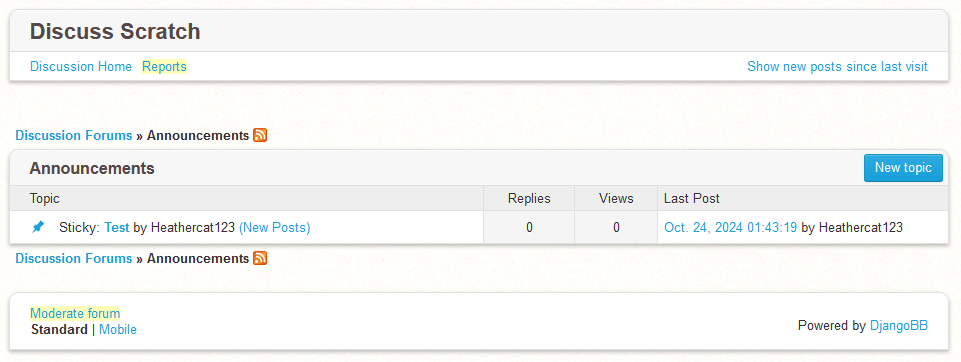 Discuss Scratch
Discussion Home Reports Show new posts since last visit
Discussion Forums » Announcements
Announcements New topic
Topic Replies Views Last Post
Sticky: Test by Heathercat123 (New Posts) 0 0 Oct. 24, 2024 01:43:19 by Heathercat123
Discussion Forums » Announcements
Moderate forum
Standard | Mobile
Powered by DjangoBB